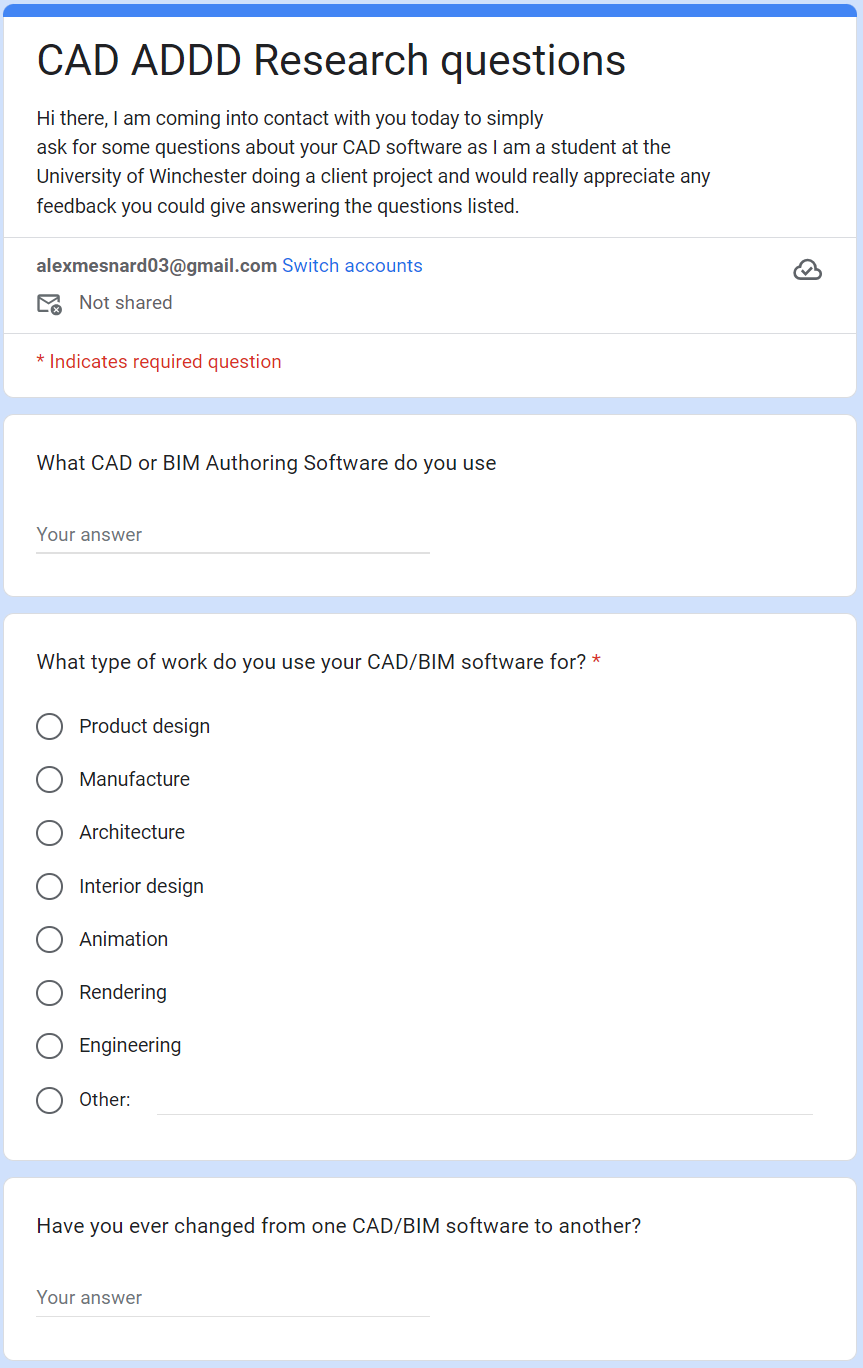 CAD ADDD Research questions
Hi there, I am coming into contact with you today to simply
ask for some questions about your CAD software as I am a student at the
University of Winchester doing a client project and would really appreciate any
feedback you could give answering the questions listed.
alexmesnard03@gmail.com Switch accounts
Not shared
* Indicates required question
What CAD or BIM Authoring Software do you use
Your answer
What type of work do you use your CAD/BIM software for? *
Product design
Manufacture
Architecture
Interior design
Animation
Rendering
Engineering
Other:
Have you ever changed from one CAD/BIM software to another?
Your answer